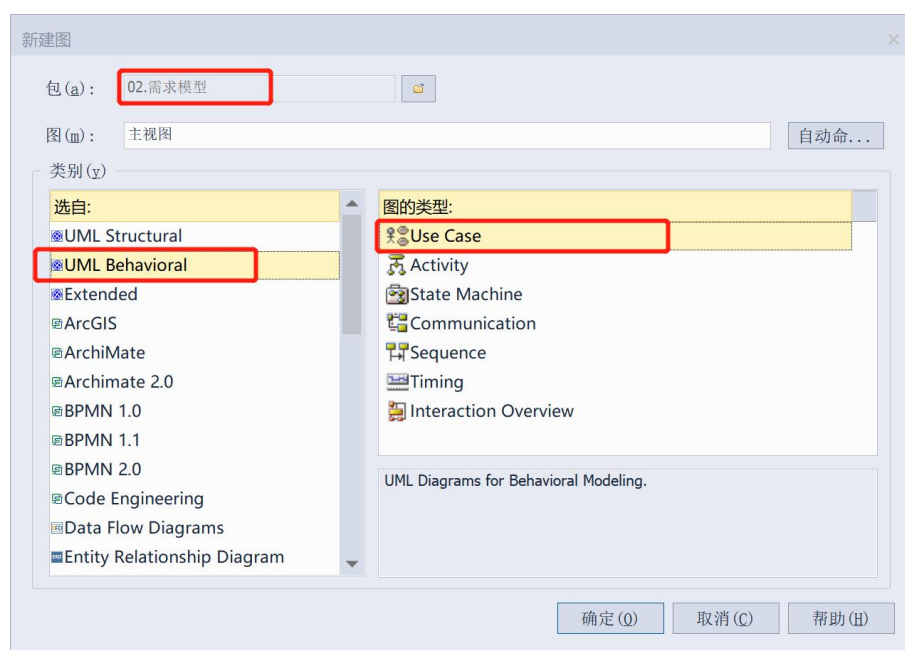 新建图
包(a):
02.需求模型
图(m):
主视图
自动命...
类别(y)
选自:
UML Structural
UML Behavioral
Extended
ArcGIS
ArchiMate
Archimate 2.0
BPMN 1.0
BPMN 1.1
BPMN 2.0
Code Engineering
Data Flow Diagrams
Entity Relationship Diagram
图的类型:
Use Case
Activity
State Machine
Communication
Sequence
Timing
Interaction Overview
UML Diagrams for Behavioral Modeling.
确定(O)
取消(C)
帮助(H)